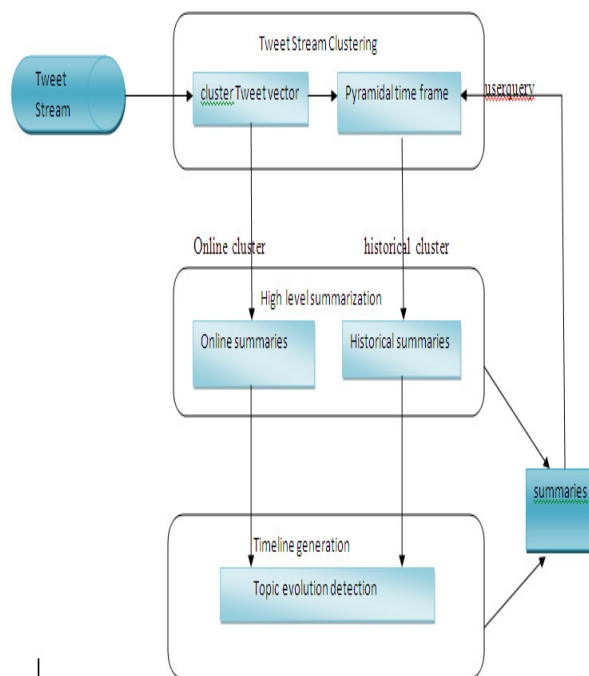 Tweet Stream Clustering
Tweet
Stream
cluster Tweet vector
Pyramidal time frame
userquery
Online cluster
historical cluster
High level summarization
Online summaries
Historical summaries
summaries
Timeline generation
Topic evolution detection